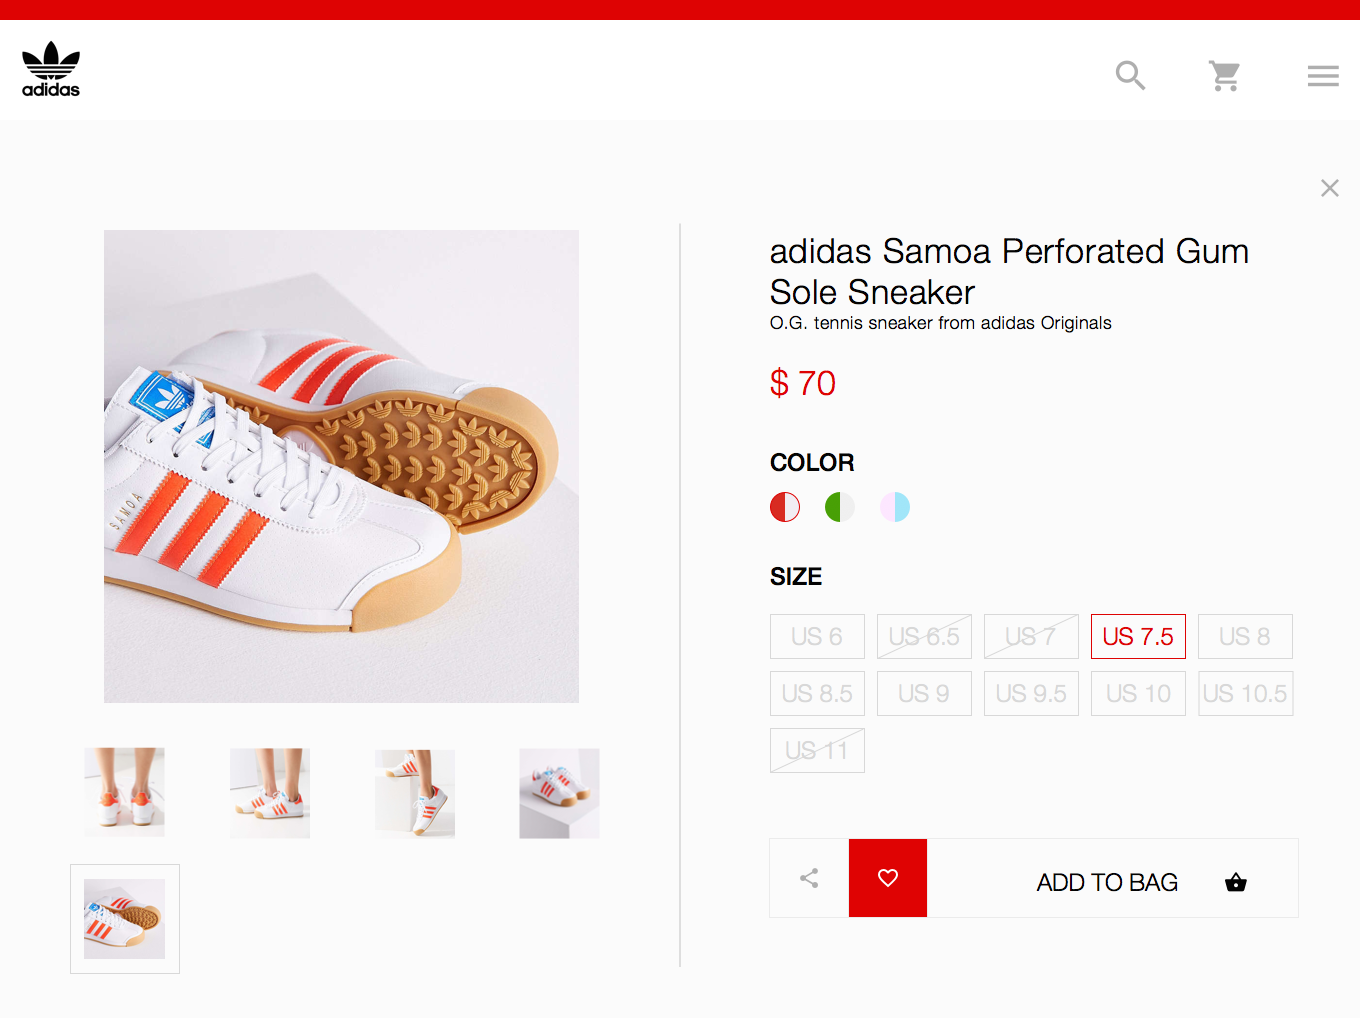 adidas
adidas Samoa Perforated Gum
Sole Sneaker
O.G. tennis sneaker from adidas Originals
$ 70
SAMOA
COLOR
SIZE
US 6
US 6.5
US 7
US 7.5
US 8
US 8.5
US 9
US 9.5
US 10
US 10.5
US 11
ADD TO BAG